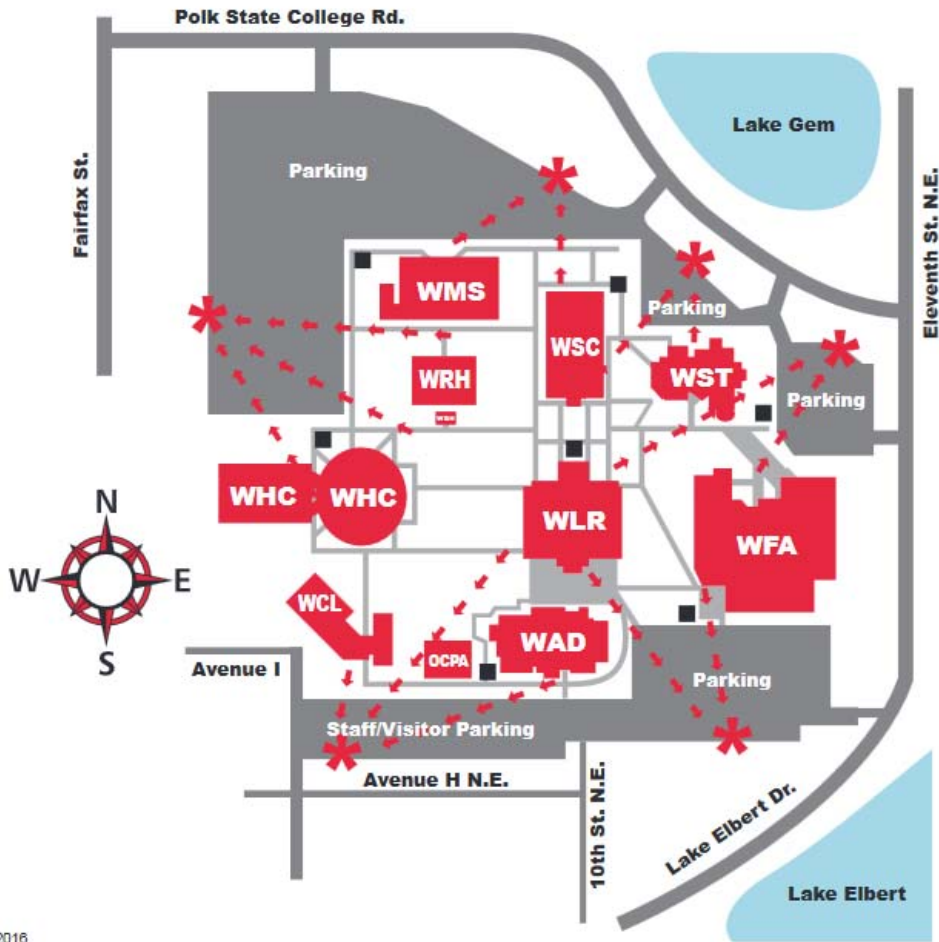 Polk State College Rd.
Lake Gem
Fairfax St.
Parking
Eleventh St. N.E.
WMS
Parking
WSC
WRH
WST
Parking
WHC
WHC
WLR
WFA
N
W
E
S
WCL
OCPA
WAD
Avenue I
Parking
Staff/Visitor Parking
Avenue H N.E.
10th St. N.E.
Lake Elbert Dr.
Lake Elbert
2016